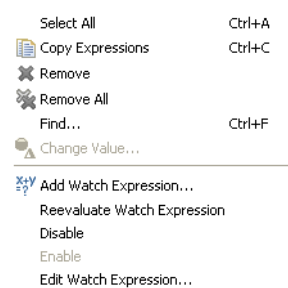 Select All Ctrl+A
Copy Expressions Ctrl+C
Remove
Remove All
Find... Ctrl+F
Change Value...
x+y
=?
Add Watch Expression...
Reevaluate Watch Expression
Disable
Enable
Edit Watch Expression...